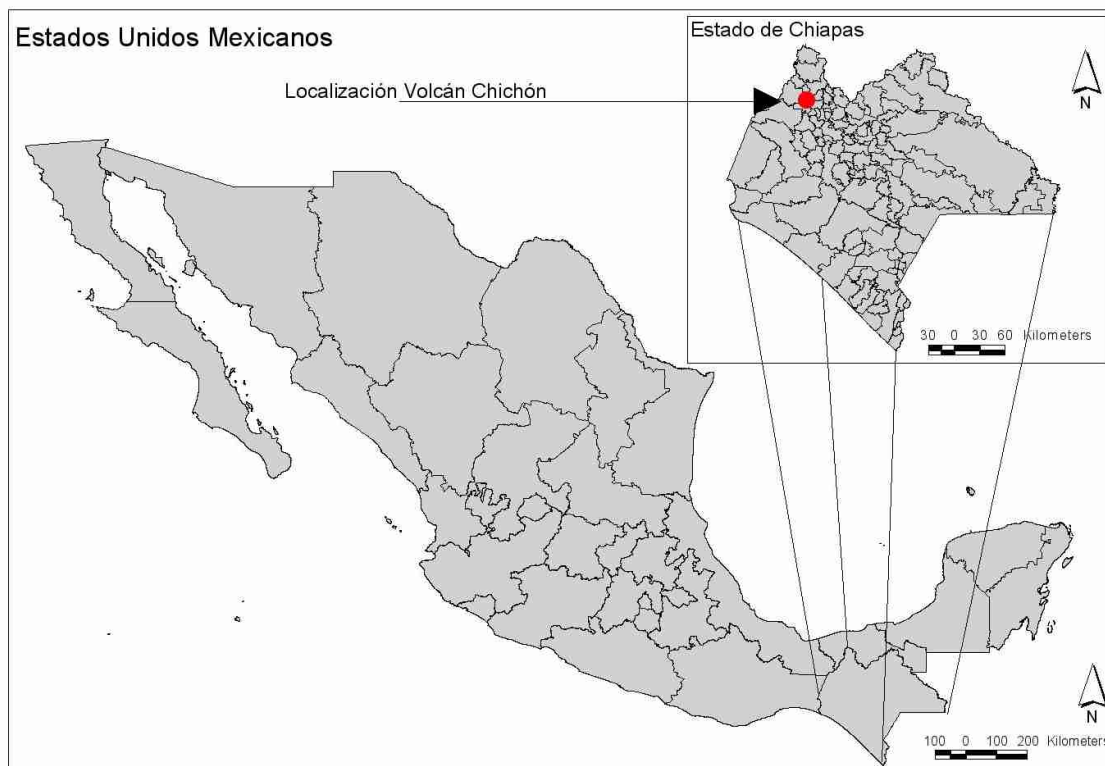 Estados Unidos Mexicanos
Estado de Chiapas
Localización Volcán Chichón
N
30 0 30 60 Kilometers
N
100 0 100 200 Kilometers